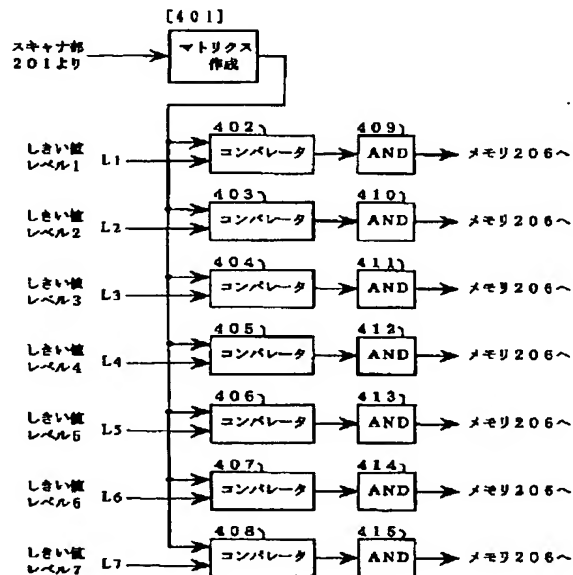 [401]
スキャナ部 201より
マトリクス 作成
402 409
しきい値 レベル1 L1 コンパレータ AND メモリ206へ
403 410
しきい値 レベル2 L2 コンパレータ AND メモリ206へ
404 411
しきい値 レベル3 L3 コンパレータ AND メモリ206へ
405 412
しきい値 レベル4 L4 コンパレータ AND メモリ206へ
406 413
しきい値 レベル5 L5 コンパレータ AND メモリ206へ
407 414
しきい値 レベル6 L6 コンパレータ AND メモリ206へ
408 415
しきい値 レベル7 L7 コンパレータ AND メモリ206へ